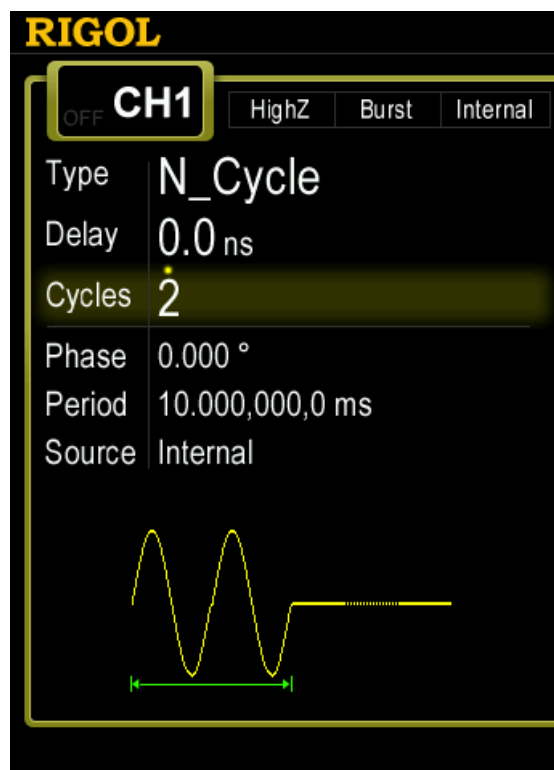 RIGOL
OFF CH1 HighZ Burst Internal
Type N_Cycle
Delay 0.0 ns
Cycles 2
Phase 0.000 °
Period 10.000,000,0 ms
Source Internal